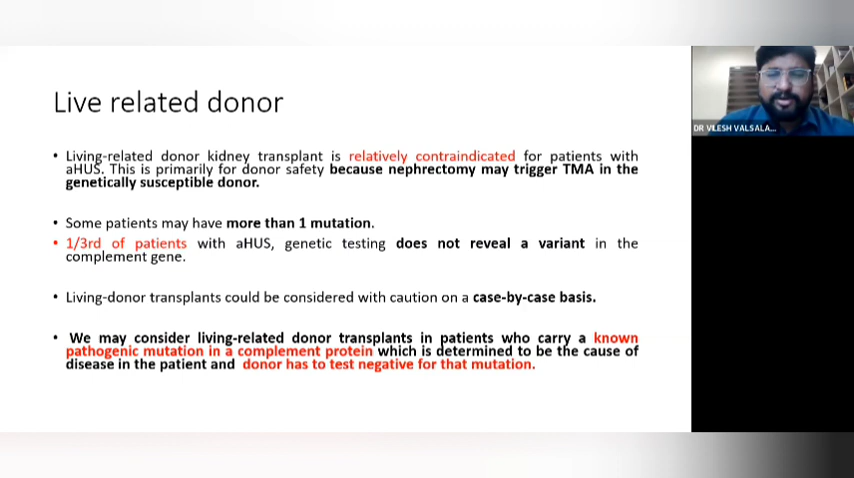 Live related donor
• Living-related donor kidney transplant is relatively contraindicated for patients with
aHUS. This is primarily for donor safety because nephrectomy may trigger TMA in the
genetically susceptible donor.
• Some patients may have more than 1 mutation.
• 1/3rd of patients with aHUS, genetic testing does not reveal a variant in the
complement gene.
• Living-donor transplants could be considered with caution on a case-by-case basis.
• We may consider living-related donor transplants in patients who carry a known
pathogenic mutation in a complement protein which is determined to be the cause of
disease in the patient and donor has to test negative for that mutation.
DR VILESH VALSALA...